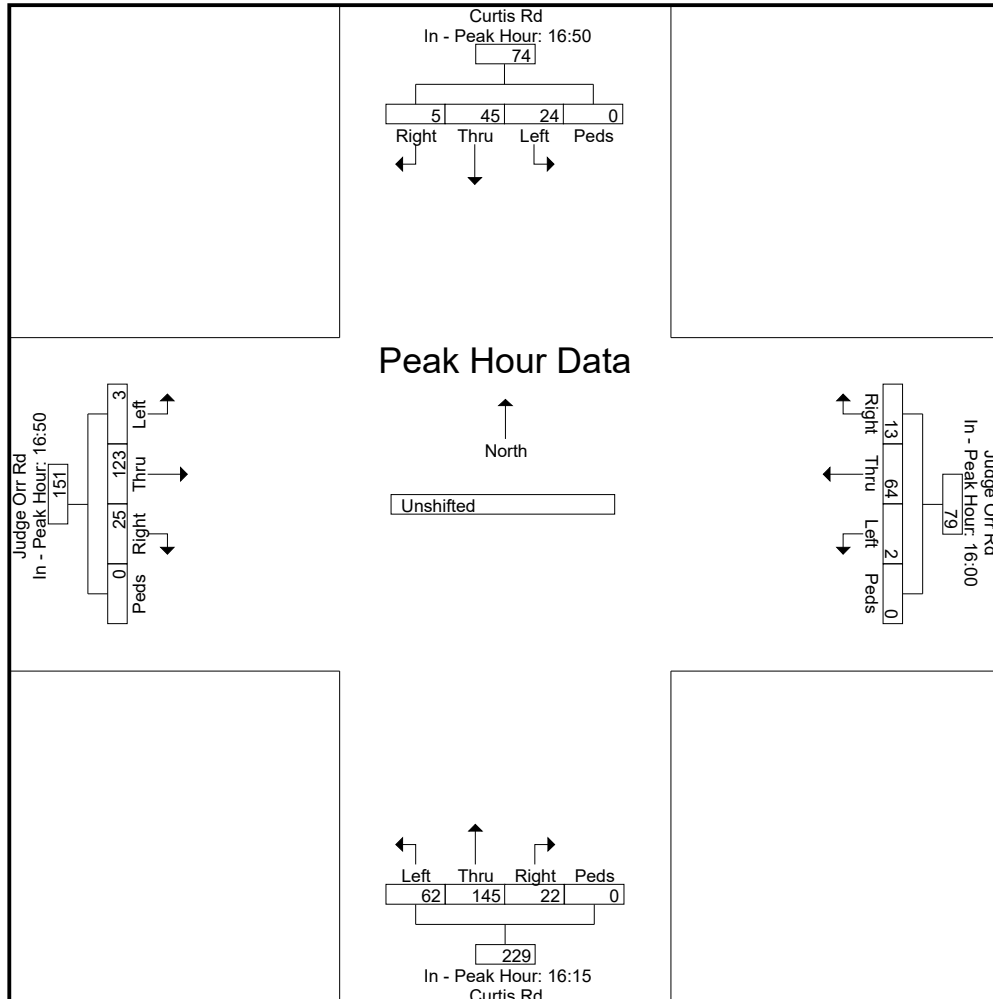 Curtis Rd
In - Peak Hour: 16:50
74
5 45 24 0
Right Thru Left Peds
Peak Hour Data
North
Unshifted
Judge Orr Rd
In - Peak Hour: 16:50
151
3 123 25 0
Left Thru Right Peds
Judge Orr Rd
In - Peak Hour: 16:00
79
13 64 2 0
Right Thru Left Peds
Left Thru Right Peds
62 145 22 0
229
In - Peak Hour: 16:15
Curtis Rd